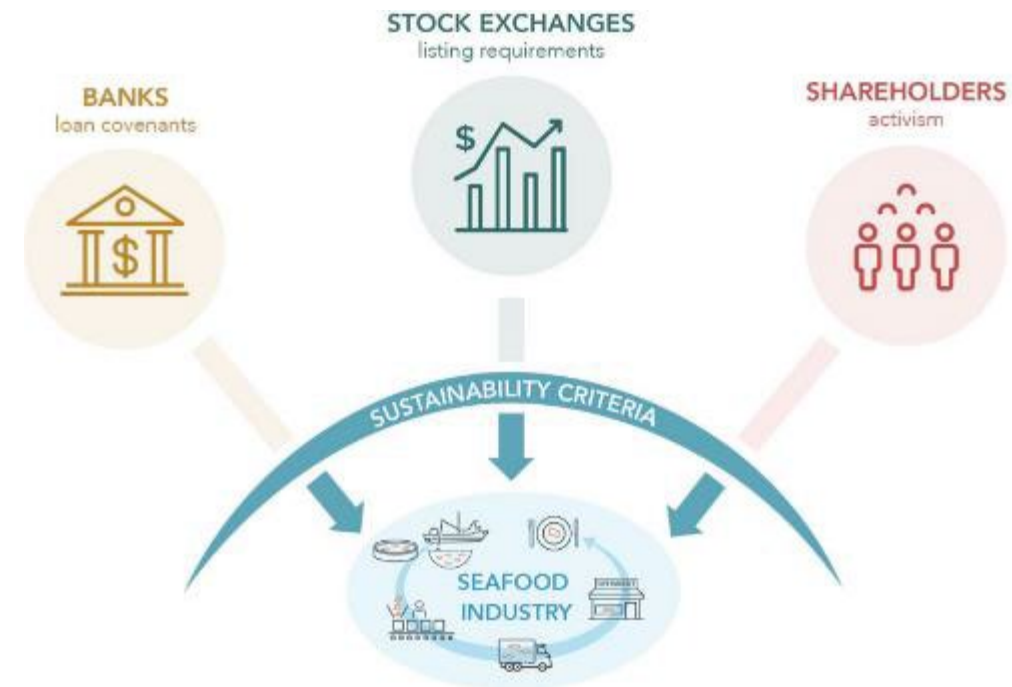 STOCK EXCHANGES
listing requirements
BANKS
loan covenants
SHAREHOLDERS
activism
$
$
SUSTAINABILITY CRITERIA
SEAFOOD
INDUSTRY